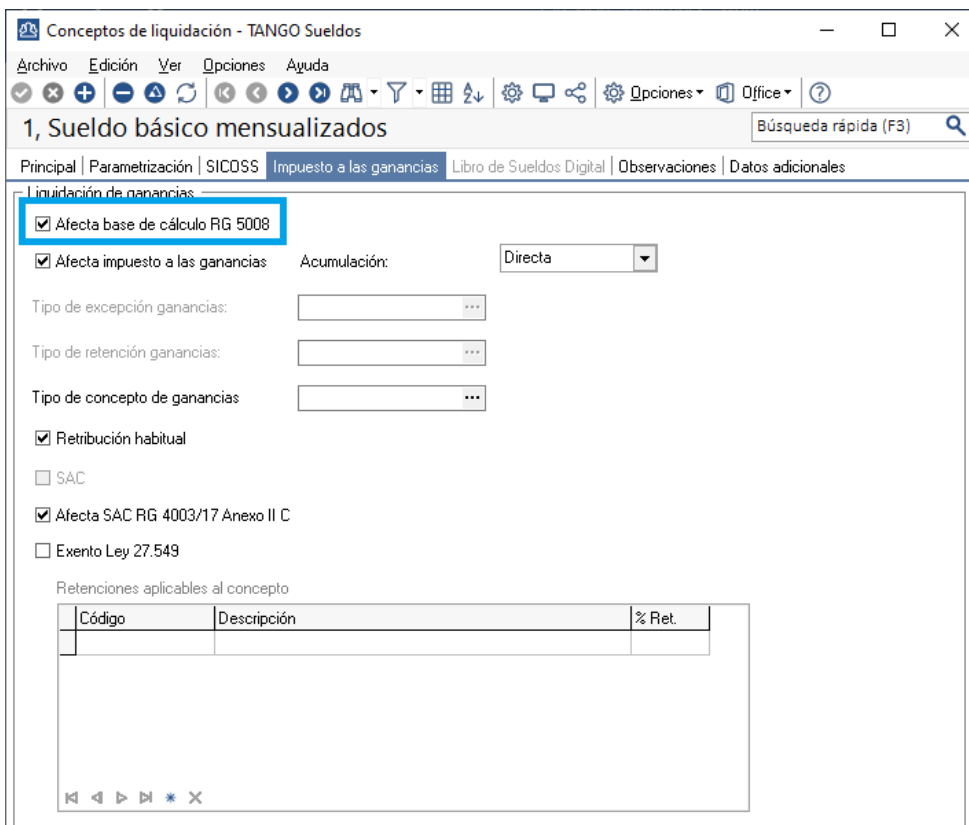 Conceptos de liquidación - TANGO Sueldos
Archivo Edición Ver Opciones Ayuda
Opciones Office
1, Sueldo básico mensualizados
Búsqueda rápida (F3)
Principal Parametrización SICOSS Impuesto a las ganancias Libro de Sueldos Digital Observaciones Datos adicionales
Liquidación de ganancias
Afecta base de cálculo RG 5008
Afecta impuesto a las ganancias Acumulación: Directa
Tipo de excepción ganancias:
Tipo de retención ganancias:
Tipo de concepto de ganancias
Retribución habitual
SAC
Afecta SAC RG 4003/17 Anexo II C
Exento Ley 27.549
Retenciones aplicables al concepto
Código Descripción % Ret.